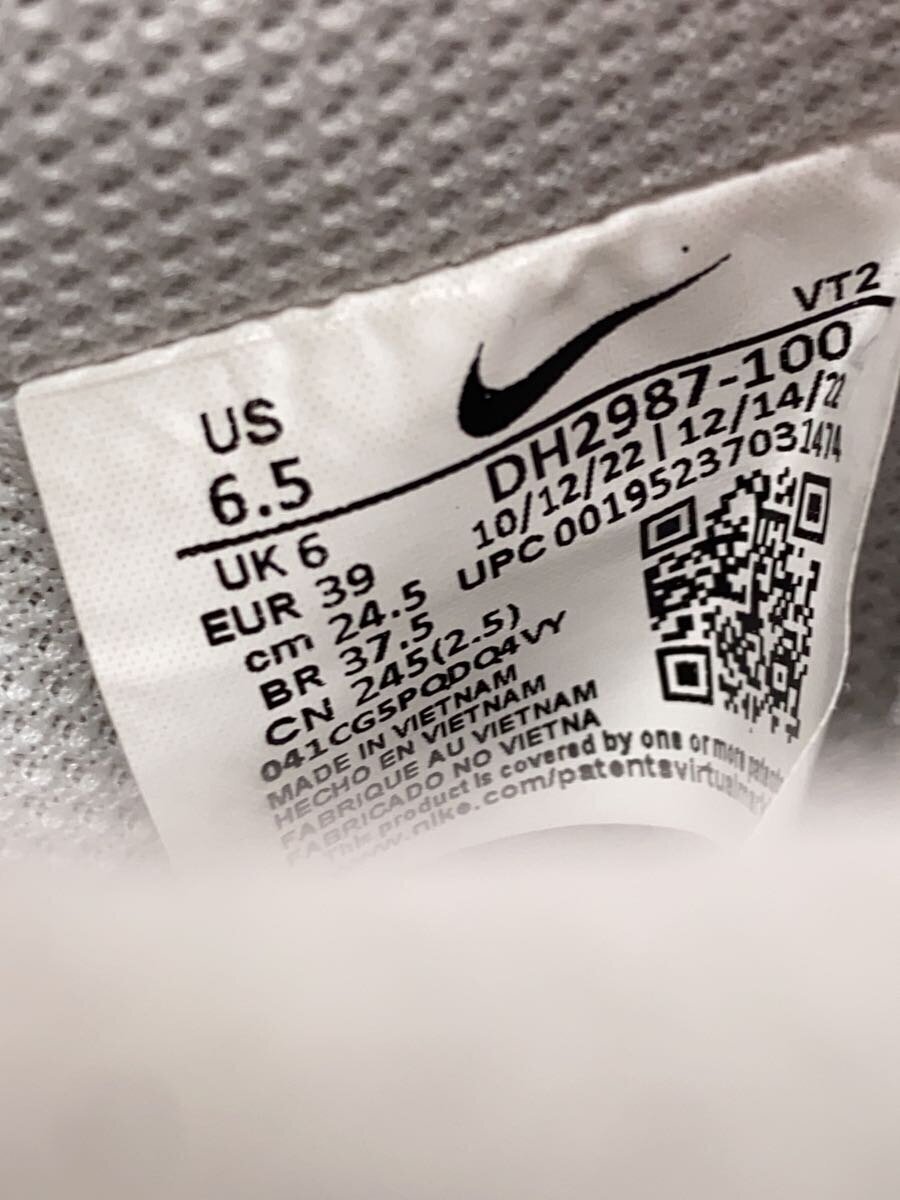 VT2
US
6.5
DH2987-100
10/12/22 | 12/14/22
UPC 00195237031474
UK 6
EUR 39
cm 24.5
BR 37.5
CN 245(2.5)
041CG5PQDQ4VY
MADE IN VIETNAM
HECHO EN VIETNAM
FABRIQUE AU VIETNAM
FABRICADO NO VIETNA
This product is covered by one or more
www.nike.com/patents